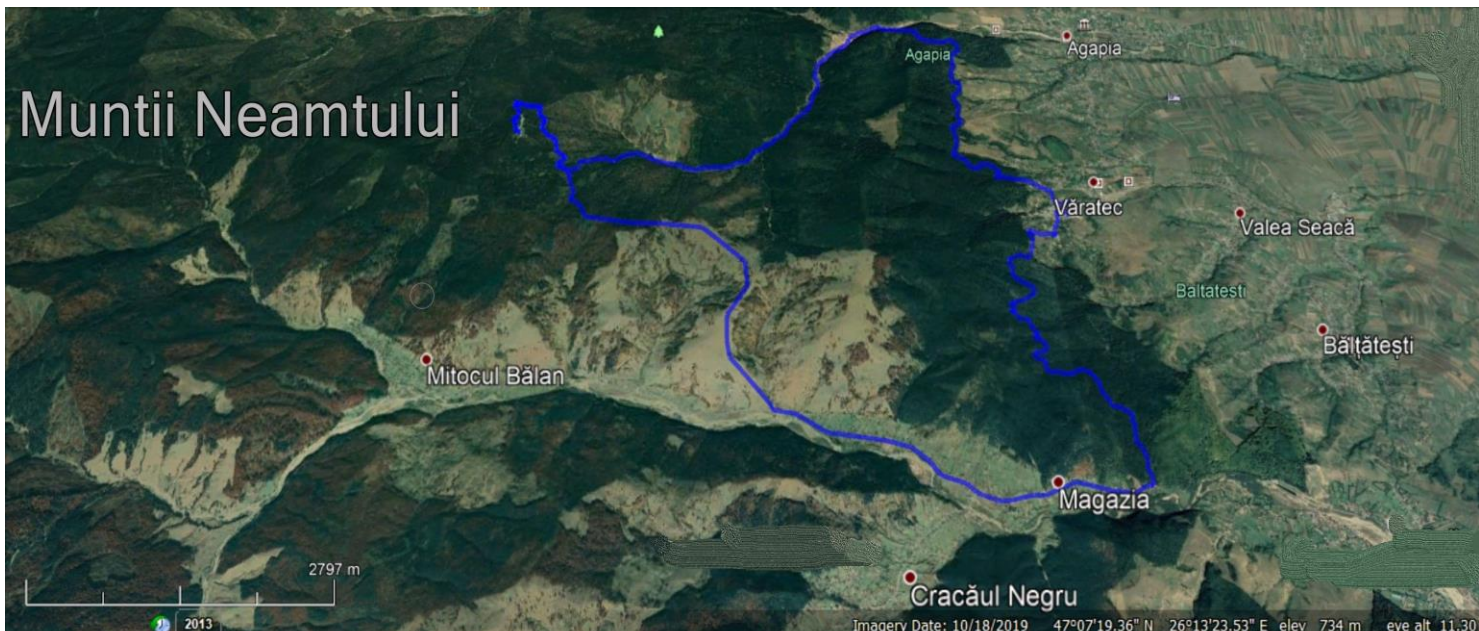 Agapia
Agapia
Muntii Neamtului
Văratec
Valea Seacă
Baltatesti
Bălțătești
Mitocul Bălan
Magazia
2797 m
Cracăul Negru
2013
Imagery Date: 10/18/2019 47°07'19.36" N 26°13'23.53" E elev 734 m eye alt 11.30